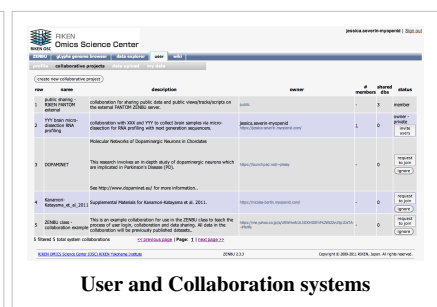 jessica.severin-myopenid | Sign out
RIKEN
Omics Science Center
RIKEN OSC
ZENBU | gLyphs genome browser | data explorer | user | wiki |
profile collaborative projects data upload my data
create new collaborative project
row name description owner # members shared dbs status
1 public sharing - RIKEN FANTOM external collaboration for sharing public data and public views/tracks/scripts on the external FANTOM ZENBU system. public - 3 member
2 YYY brain micro-dissection RNA profiling collaboration with XXX and YYY to collect brain samples via micro-dissection for RNA profiling with next generation sequencers. jessica.severin-myopenid 1 0 owner - private
invite users
Molecular Networks of Dopaminergic Neurons in Chordates
3 DOPAMINET This research involves an in-depth study of dopaminergic neurons which are implicated in Parkinson's Disease (PD). - 0 request to join
ignore
See http://www.dopaminet.eu/ for more information..
4 Kanamori-Katayama_et_al_2011 Supplemental Materials for Kanamori-Katayama et al. 2011. - 0 request to join
ignore
5 ZENBU class - collaboration example This is an example collaboration for use in the ZENBU class to teach the process of user login, collaboration and data sharing. All data in the collaboration will be previously published datasets.. - 0 request to join
ignore
5 filtered 5 total system collaborations << previous page | Page: 1 | next page >>
RIKEN Omics Science Center (OSC) RIKEN Yokohama Institute ZENBU 2.3.3 Copyright © 2009-2011 RIKEN, Japan. All rights reserved.
User and Collaboration systems